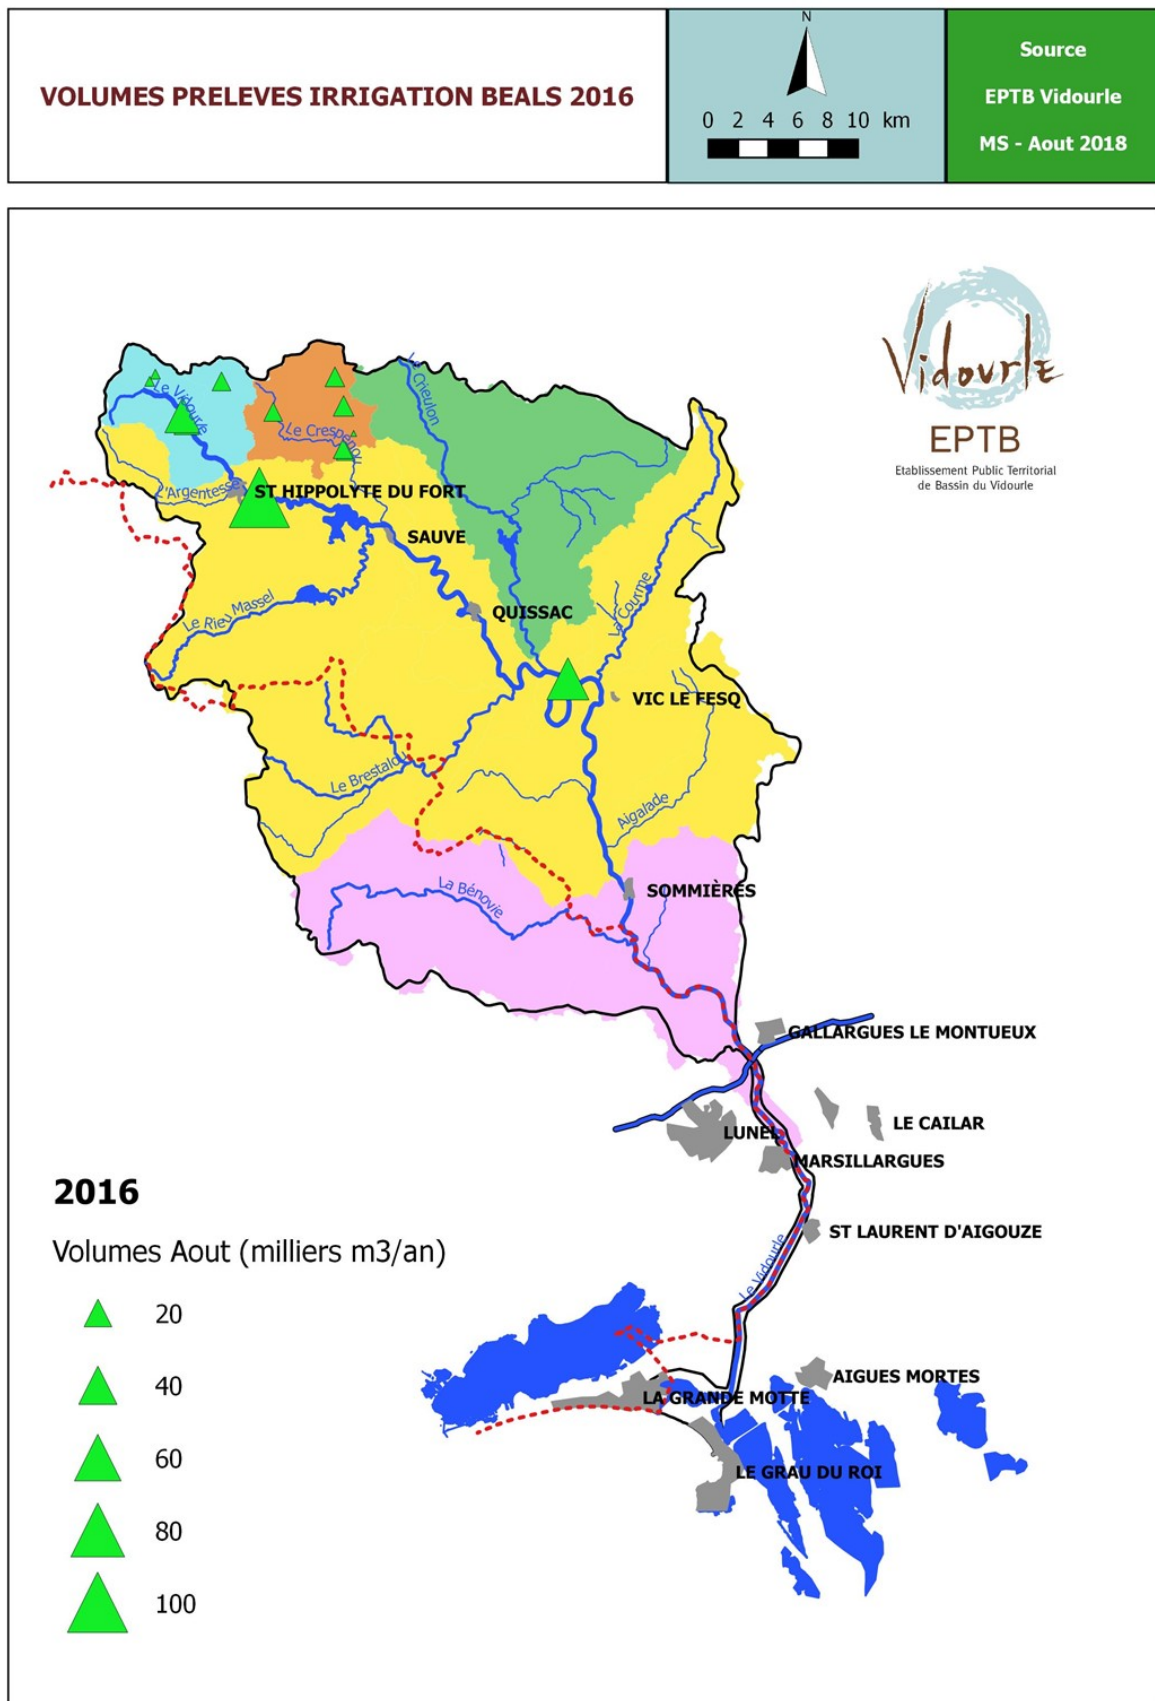 VOLUMES PRELEVES IRRIGATION BEALS 2016
N
0 2 4 6 8 10 km
Source
EPTB Vidourle
MS - Aout 2018
Vidourle
EPTB
Etablissement Public Territorial
de Bassin du Vidourle
Le Vidourle
Le Crieulon
Le Crespenou
L'Argentesse
ST HIPPOLYTE DU FORT
SAUVE
Le Rieu Massel
QUISSAC
La Courme
VIC LE FESQ
Le Brestalou
Aigalade
La Bénovie
SOMMIÈRES
GALLARGUES LE MONTUEUX
LE CAILAR
LUNEL
MARSILLARGUES
2016
ST LAURENT D'AIGOUZE
Volumes Aout (milliers m3/an)
Le Vidourle
20
40
60
80
100
AIGUES MORTES
LA GRANDE MOTTE
LE GRAU DU ROI